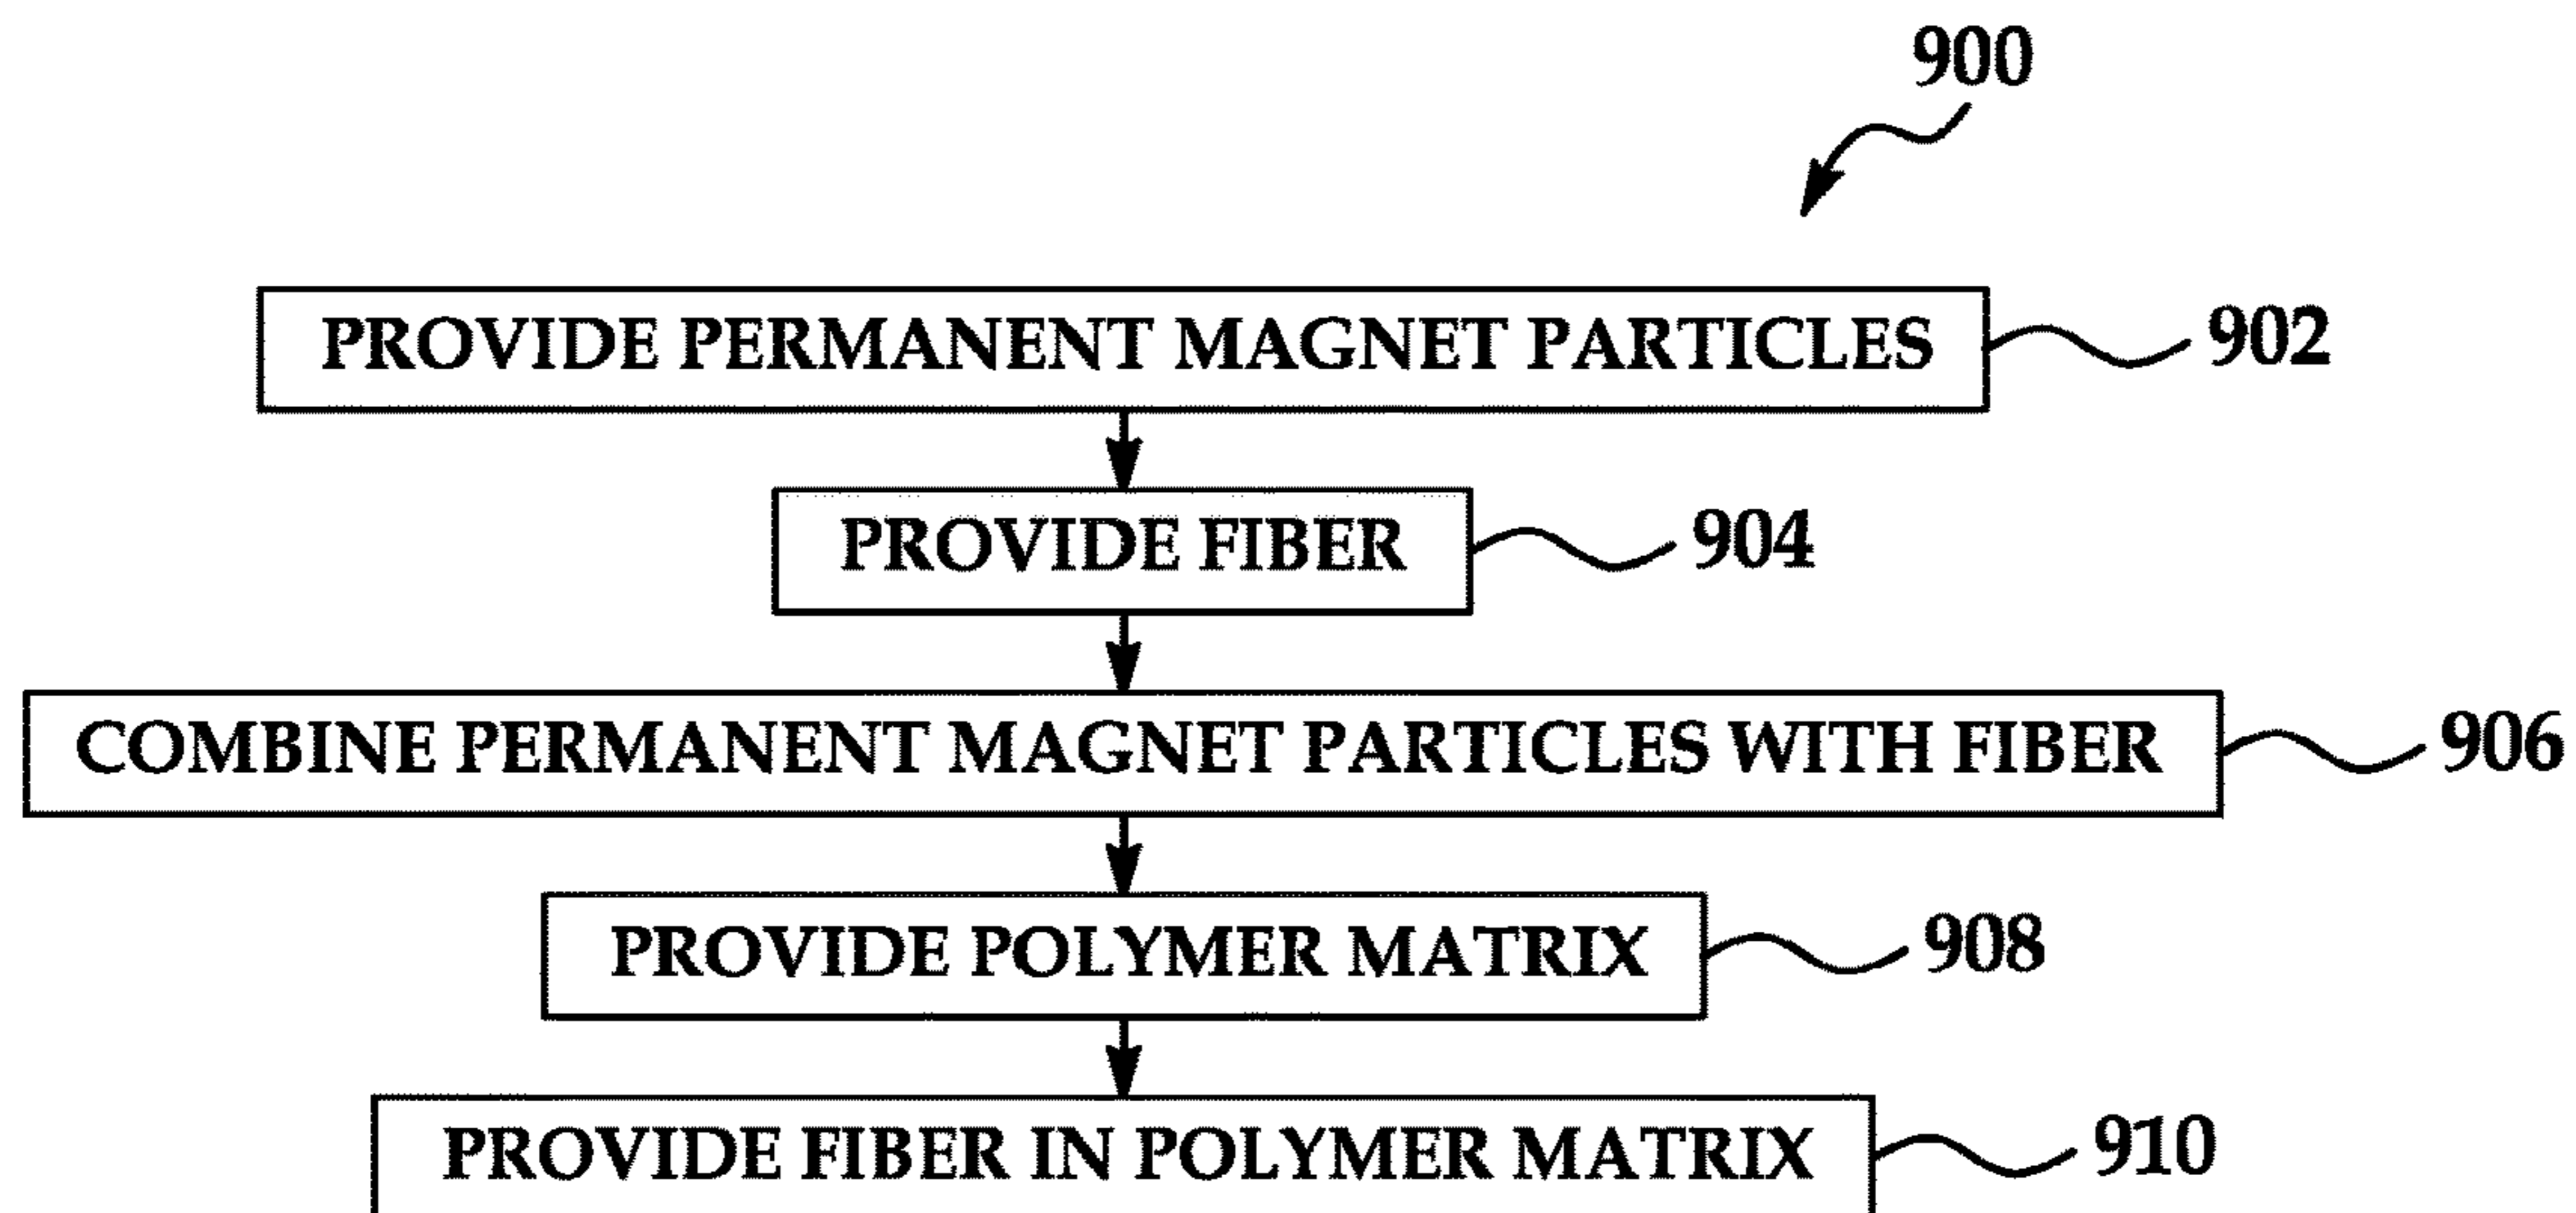 900
PROVIDE PERMANENT MAGNET PARTICLES 902
PROVIDE FIBER 904
COMBINE PERMANENT MAGNET PARTICLES WITH FIBER 906
PROVIDE POLYMER MATRIX 908
PROVIDE FIBER IN POLYMER MATRIX 910